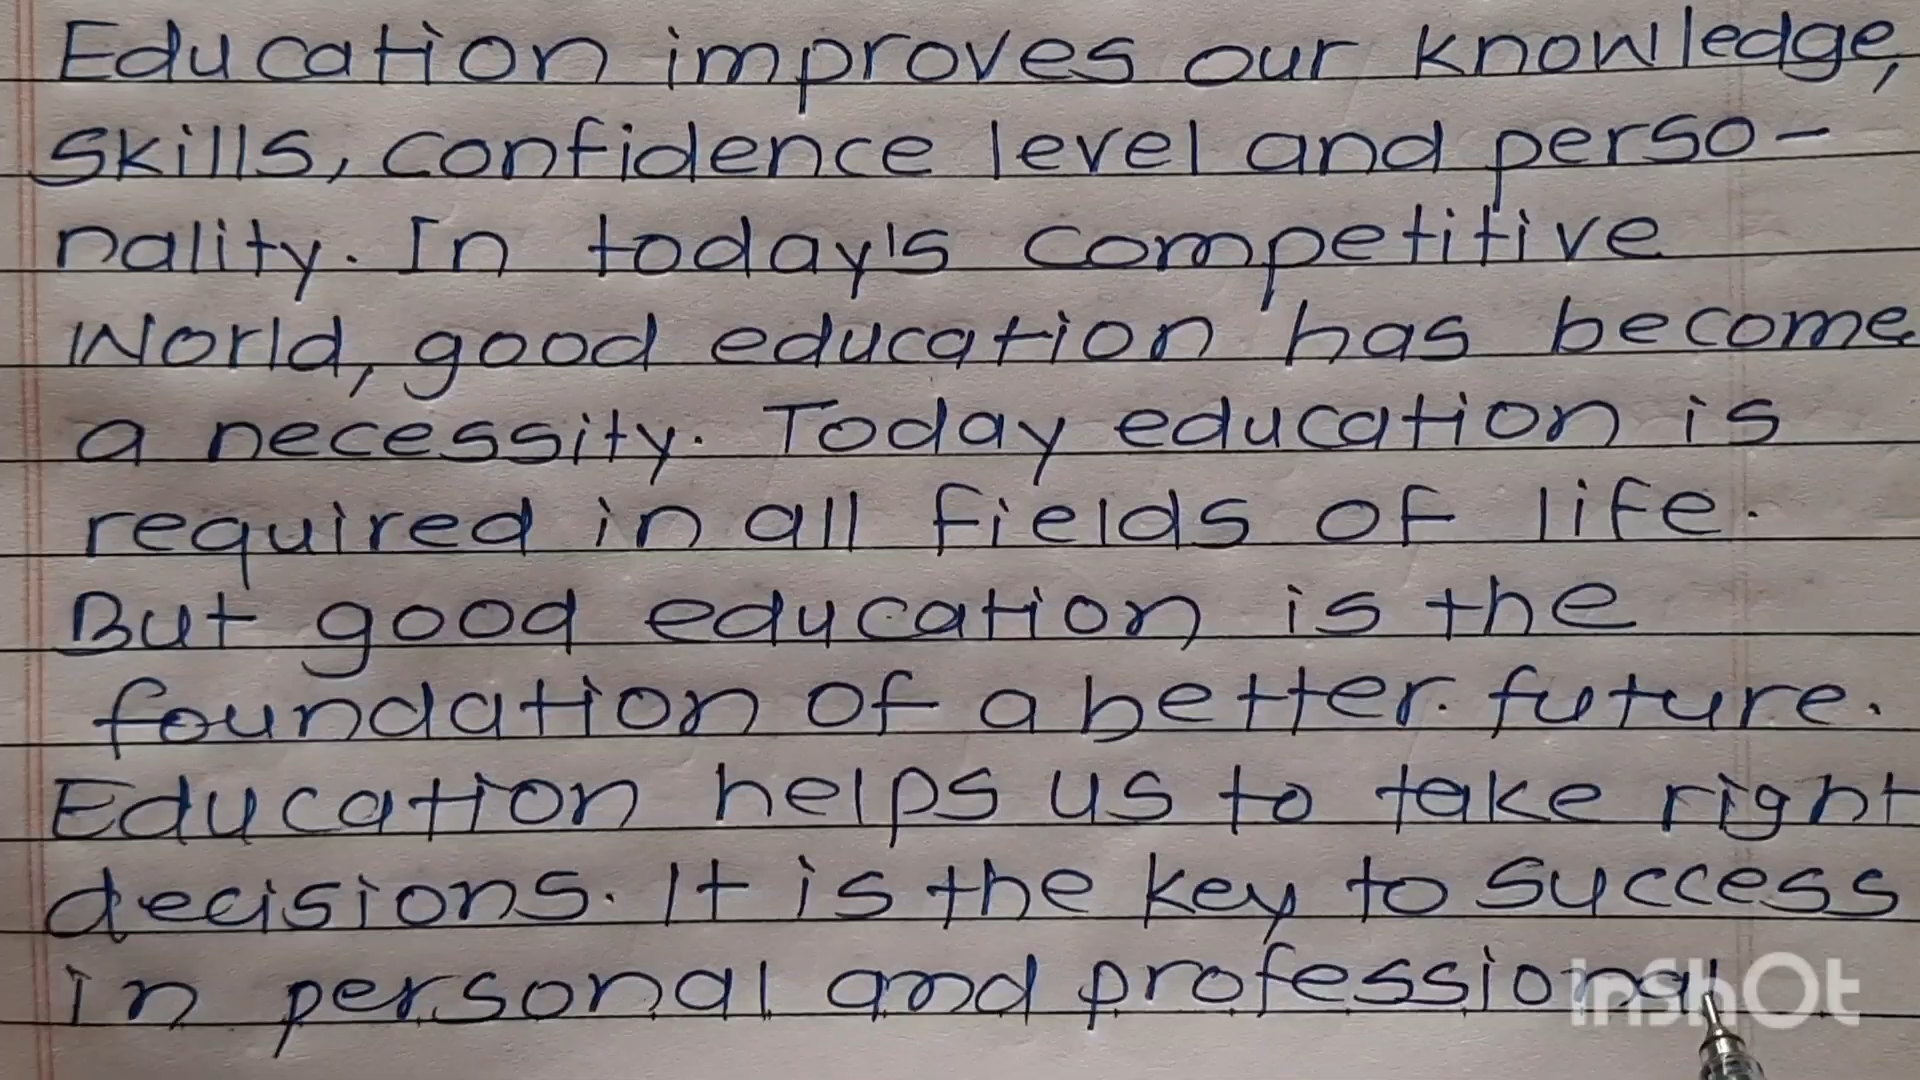 Education improves our knowledge,
skills, confidence level and perso-
nality. In today's competitive
World, good education has become
a necessity. Today education is
required in all fields of life.
But good education is the
foundation of a better. future.
Education helps us to take right
decisions. It is the key to success
in personal and professional
InShOt